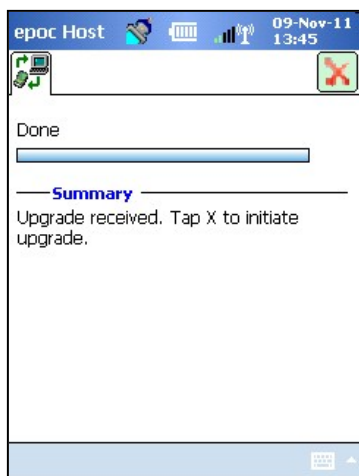 epoc Host
09-Nov-11
13:45
Done
Summary
Upgrade received. Tap X to initiate
upgrade.